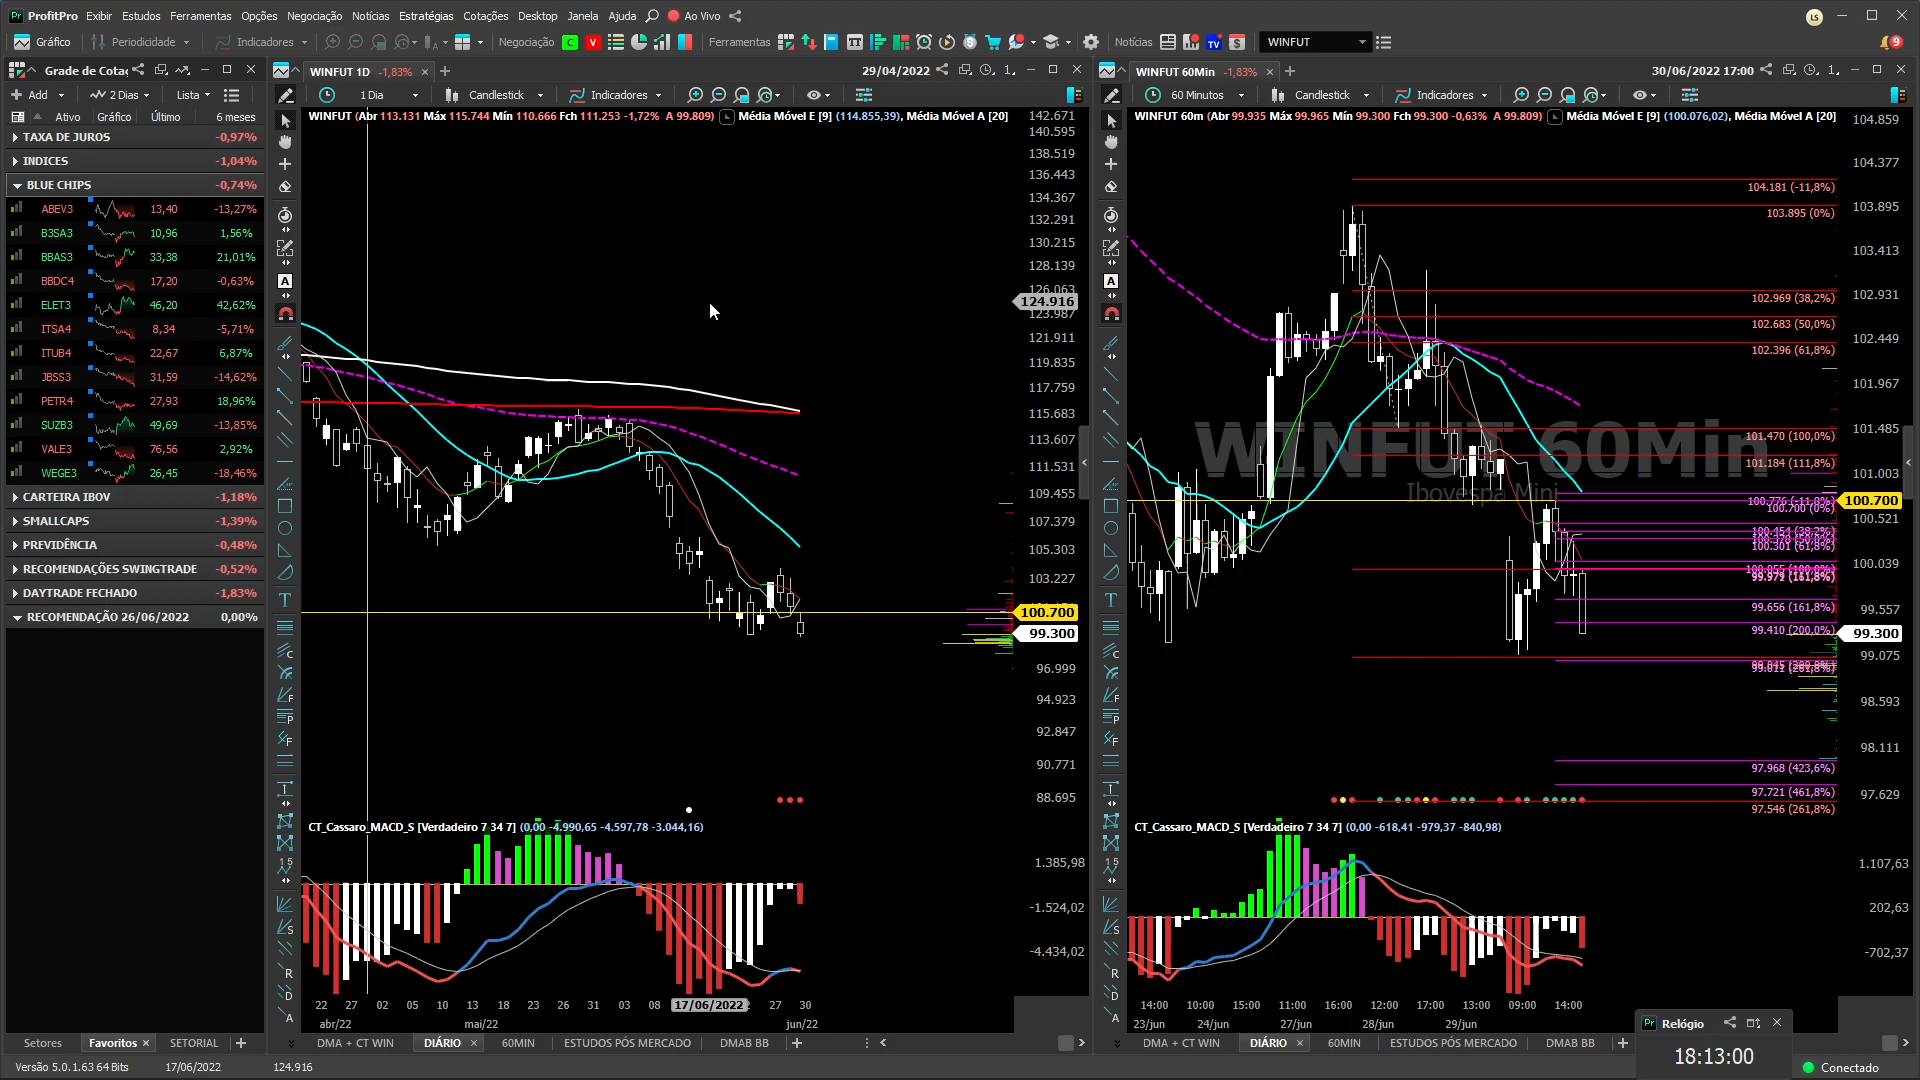 ProfitPro Exibir Estudos Ferramentas Opções Negociação Notícias Estratégias Cotações Desktop Janela Ajuda Ao Vivo
LS
Gráfico Periodicidade Indicadores Negociação C V Ferramentas Notícias WINFUT 9
Grade de Cotaç
Add 2 Dias Lista
Ativo Gráfico Último 6 meses
TAXA DE JUROS -0,97%
INDICES -1,04%
BLUE CHIPS -0,74%
ABEV3 13,40 -13,27%
B3SA3 10,96 1,56%
BBAS3 33,38 21,01%
BBDC4 17,20 -0,63%
ELET3 46,20 42,62%
ITSA4 8,34 -5,71%
ITUB4 22,67 6,87%
JBSS3 31,59 -14,62%
PETR4 27,93 18,96%
SUZB3 49,69 -13,85%
VALE3 76,56 2,92%
WEGE3 26,45 -18,46%
CARTEIRA IBOV -1,18%
SMALLCAPS -1,39%
PREVIDÊNCIA -0,48%
RECOMENDAÇÕES SWINGTRADE -0,52%
DAYTRADE FECHADO -1,83%
RECOMENDAÇÃO 26/06/2022 0,00%
Setores Favoritos SETORIAL
WINFUT 1D -1,83% 29/04/2022
1 Dia Candlestick Indicadores
WINFUT (Abr 113.131 Máx 115.744 Mín 110.666 Fch 111.253 -1,72% A 99.809) Média Móvel E [9] (114.855,39), Média Móvel A [20]
142.671
140.595
138.519
136.443
134.367
132.291
130.215
128.139
126.063
124.916
123.987
121.911
119.835
117.759
115.683
113.607
111.531
109.455
107.379
105.303
103.227
100.700
99.300
96.999
94.923
92.847
90.771
88.695
CT_Cassaro_MACD_S [Verdadeiro 7 34 7] (0,00 -4.990,65 -4.597,78 -3.044,16)
1.385,98
-1.524,02
-4.434,02
22 27 02 05 10 13 18 23 26 31 03 08 17/06/2022 27 30
abr/22 mai/22 jun/22
DMA + CT WIN DIÁRIO 60MIN ESTUDOS PÓS MERCADO DMAB BB
WINFUT 60Min -1,83% 30/06/2022 17:00
60 Minutos Candlestick Indicadores
WINFUT 60m (Abr 99.935 Máx 99.965 Mín 99.300 Fch 99.300 -0,63% A 99.809) Média Móvel E [9] (100.076,02), Média Móvel A [20]
WINFUT 60Min
Ibovespa Mini
104.181 (-11,8%)
103.895 (0%)
102.969 (38,2%)
102.683 (50,0%)
102.396 (61,8%)
101.470 (100,0%)
101.184 (111,8%)
100.776 (-11,8%)
100.700 (0%)
100.454 (38,2%)
100.301 (61,8%)
100.055 (100,0%)
99.656 (161,8%)
99.410 (200,0%)
99.011 (261,8%)
97.968 (423,6%)
97.721 (461,8%)
97.546 (261,8%)
104.859
104.377
103.895
103.413
102.931
102.449
101.967
101.485
101.003
100.700
100.521
100.039
99.557
99.300
99.075
98.593
98.111
97.629
CT_Cassaro_MACD_S [Verdadeiro 7 34 7] (0,00 -618,41 -979,37 -840,98)
1.107,63
202,63
-702,37
14:00 10:00 15:00 11:00 16:00 12:00 17:00 13:00 09:00 14:00
23/jun 24/jun 27/jun 28/jun 29/jun
DMA + CT WIN DIÁRIO 60MIN ESTUDOS PÓS MERCADO DMAB BB
Relógio
18:13:00
Versão 5.0.1.63 64 Bits 17/06/2022 124.916 Conectado